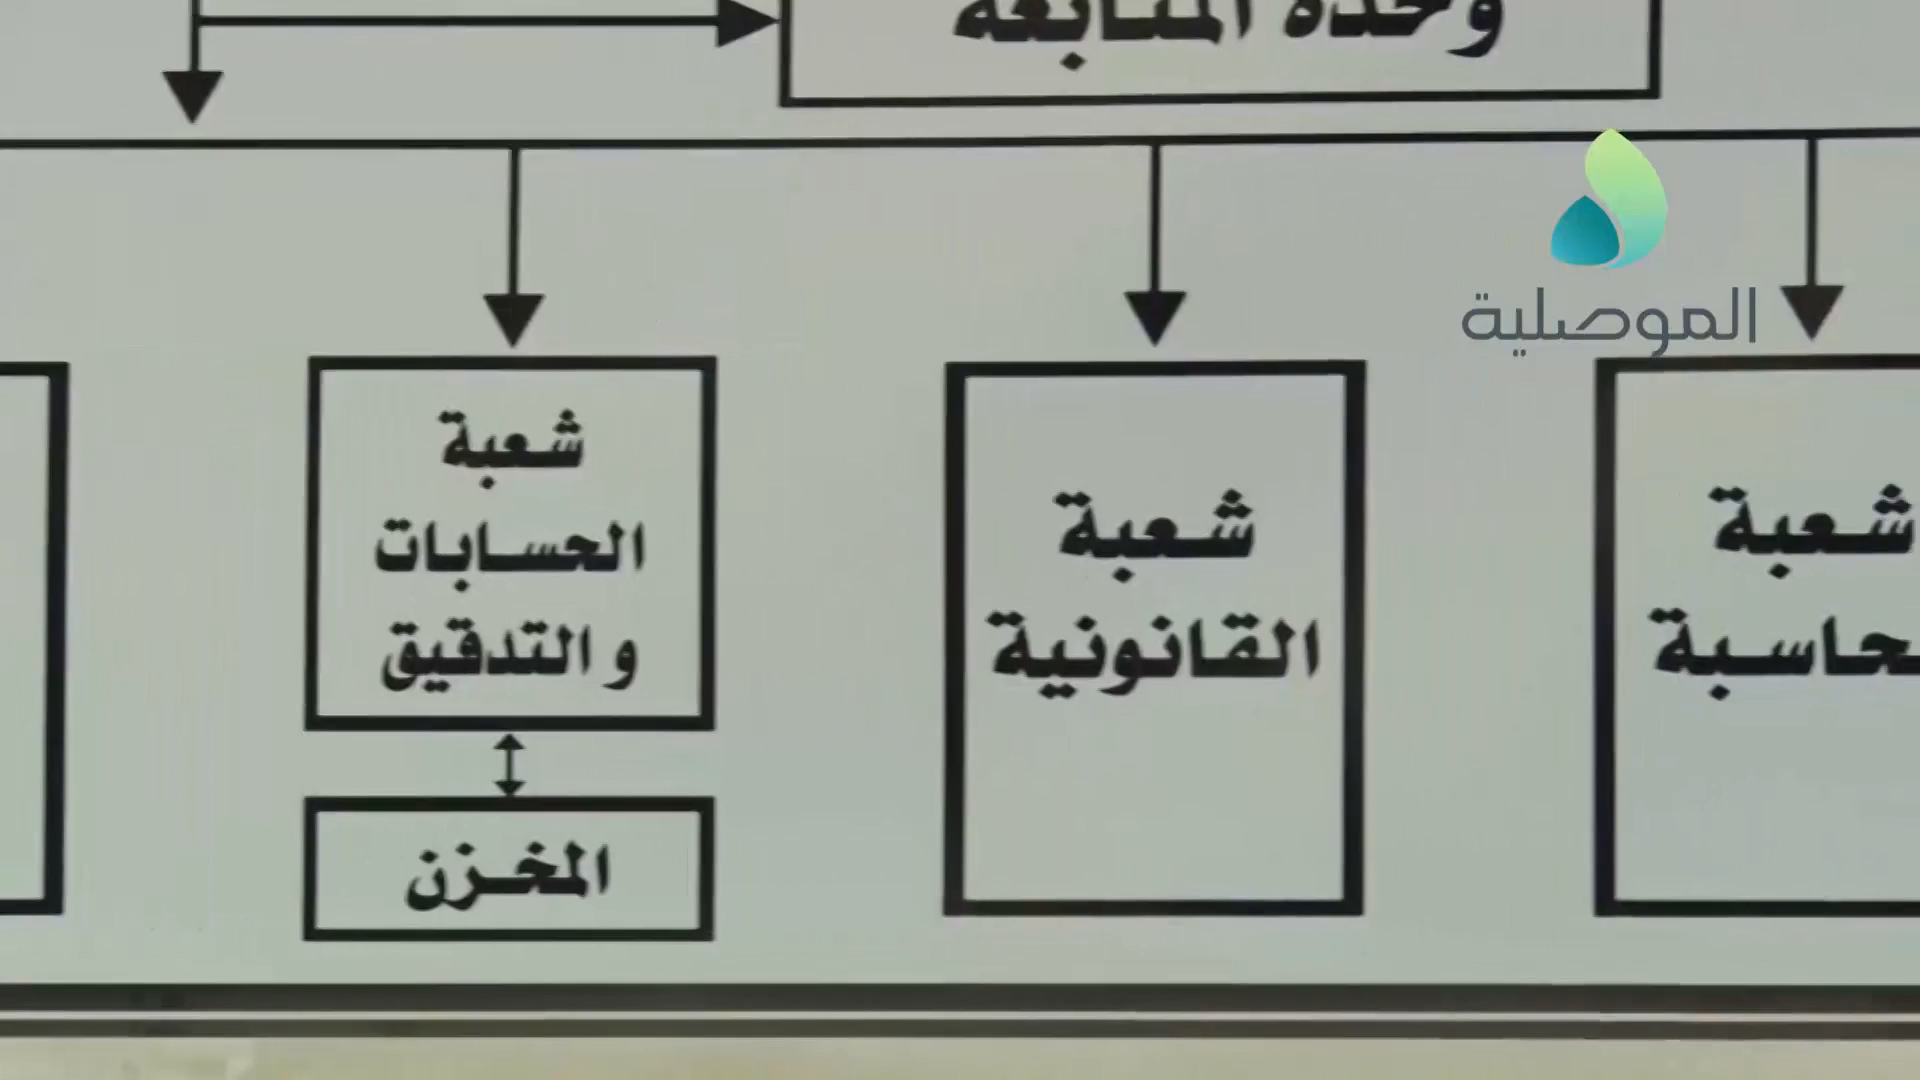 وحدة المتابعة
الموصلية
شعبة
شعبة
القانونية
شعبة
الحسابات
و التدقيق
المخزن